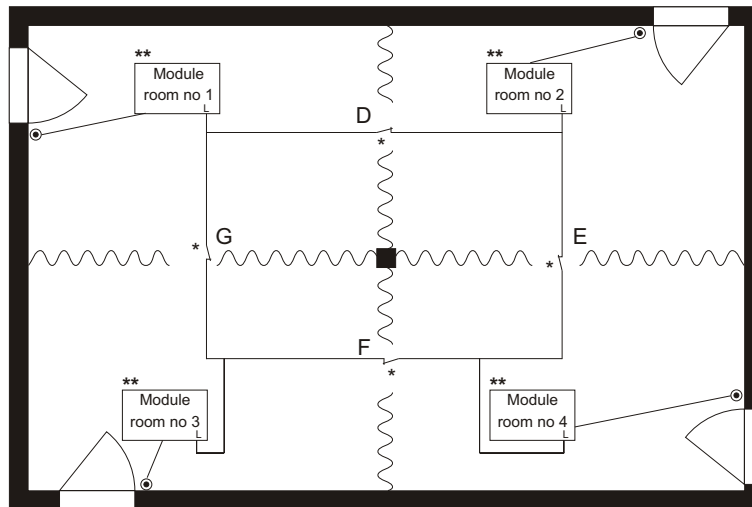 **
Module
room no 1
L
**
Module
room no 2
L
D
*
G
*
E
*
F
*
**
Module
room no 3
L
**
Module
room no 4
L